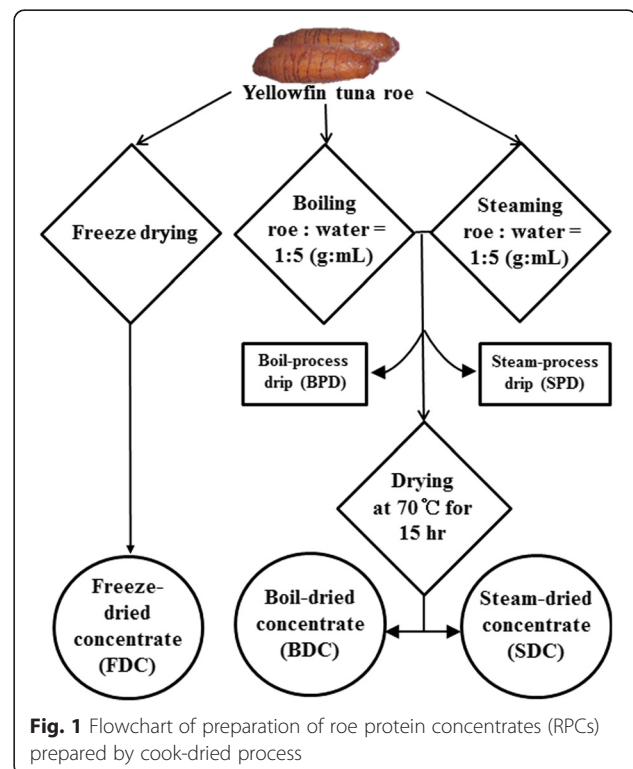 Yellowfin tuna roe
Freeze drying
Boiling
roe : water =
1:5 (g:mL)
Steaming
roe : water =
1:5 (g:mL)
Boil-process
drip (BPD)
Steam-process
drip (SPD)
Drying
at 70℃ for
15 hr
Freeze-
dried
concentrate
(FDC)
Boil-dried
concentrate
(BDC)
Steam-dried
concentrate
(SDC)
Fig. 1 Flowchart of preparation of roe protein concentrates (RPCs)
prepared by cook-dried process